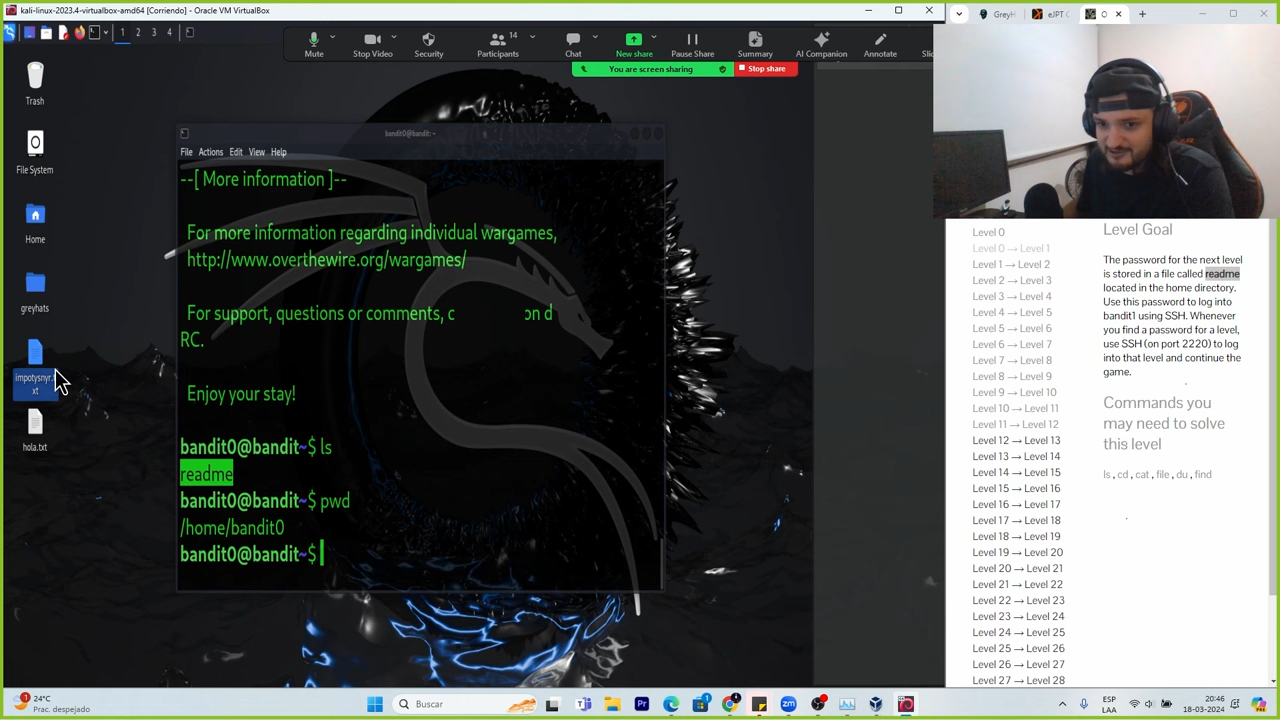 kali-linux-2023.4-virtualbox-amd64 [Corriendo] - Oracle VM VirtualBox
GreyH
eJPT
O
1 2 3 4
Mute
Stop Video
Security
Participants
14
Chat
New share
Pause Share
Summary
AI Companion
Annotate
You are screen sharing
Stop share
Trash
File System
Home
greyhats
impotysnyr.t
xt
hola.txt
bandit0@bandit: ~
File Actions Edit View Help
--[ More information ]--
For more information regarding individual wargames,
http://www.overthewire.org/wargames/
For support, questions or comments, c on d
RC.
Enjoy your stay!
bandit0@bandit:~$ ls
readme
bandit0@bandit:~$ pwd
/home/bandit0
bandit0@bandit:~$
Level 0
Level 0 → Level 1
Level 1 → Level 2
Level 2 → Level 3
Level 3 → Level 4
Level 4 → Level 5
Level 5 → Level 6
Level 6 → Level 7
Level 7 → Level 8
Level 8 → Level 9
Level 9 → Level 10
Level 10 → Level 11
Level 11 → Level 12
Level 12 → Level 13
Level 13 → Level 14
Level 14 → Level 15
Level 15 → Level 16
Level 16 → Level 17
Level 17 → Level 18
Level 18 → Level 19
Level 19 → Level 20
Level 20 → Level 21
Level 21 → Level 22
Level 22 → Level 23
Level 23 → Level 24
Level 24 → Level 25
Level 25 → Level 26
Level 26 → Level 27
Level 27 → Level 28
Level Goal
The password for the next level
is stored in a file called readme
located in the home directory.
Use this password to log into
bandit1 using SSH. Whenever
you find a password for a level,
use SSH (on port 2220) to log
into that level and continue the
game.
Commands you
may need to solve
this level
ls , cd , cat , file , du , find
24°C
Prac. despejado
Buscar
ESP
LAA
20:46
18-03-2024